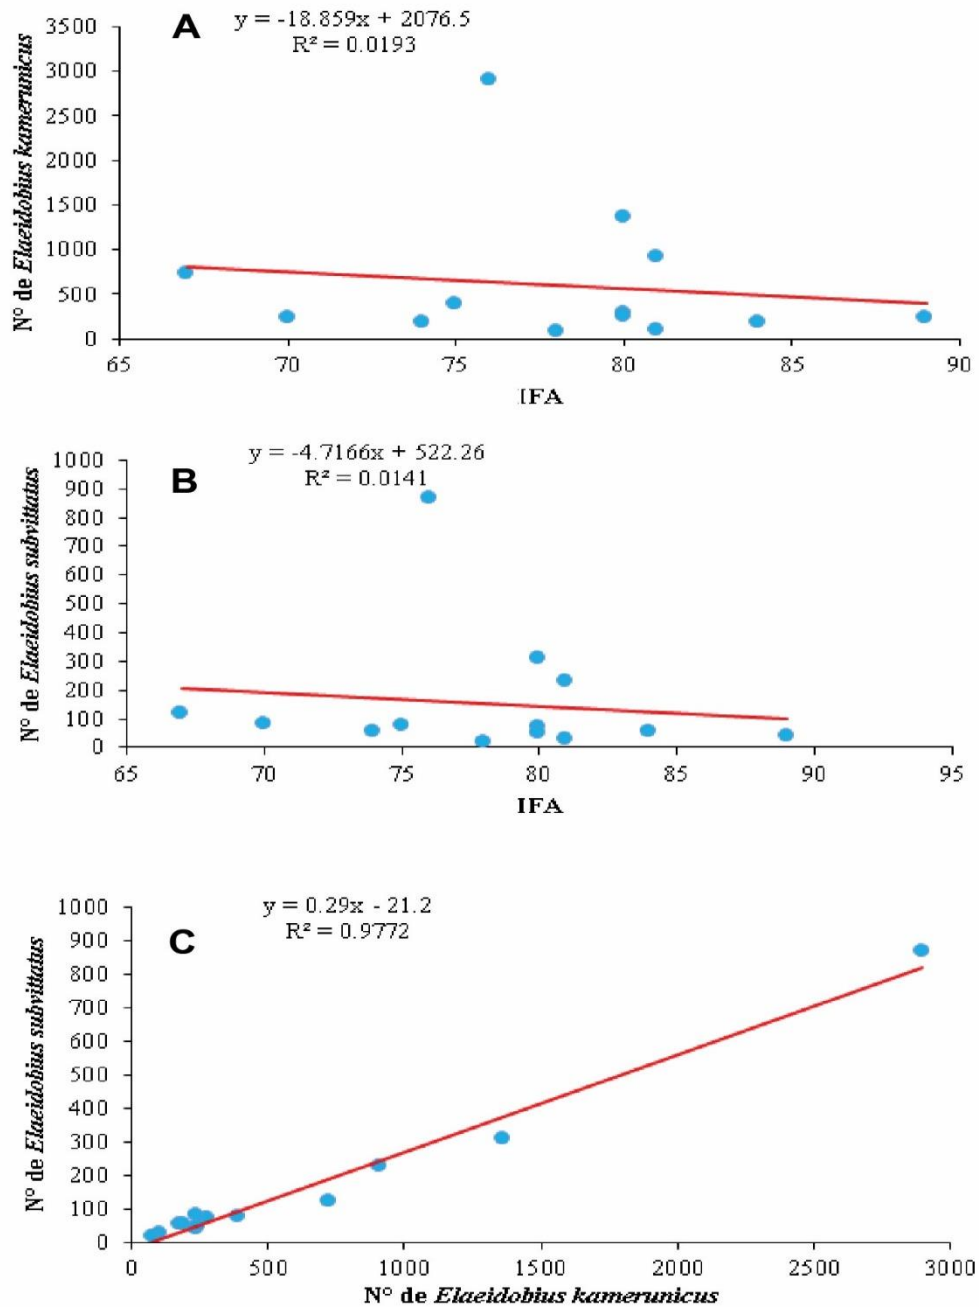 A
y = -18.859x + 2076.5
R² = 0.0193
3500
3000
2500
2000
1500
1000
500
0
N° de Elaeidobius kamerunicus
65 70 75 80 85 90
IFA
B
y = -4.7166x + 522.26
R² = 0.0141
1000
900
800
700
600
500
400
300
200
100
0
N° de Elaeidobius subvittatus
65 70 75 80 85 90 95
IFA
C
y = 0.29x - 21.2
R² = 0.9772
1000
900
800
700
600
500
400
300
200
100
0
N° de Elaeidobius subvittatus
0 500 1000 1500 2000 2500 3000
N° de Elaeidobius kamerunicus